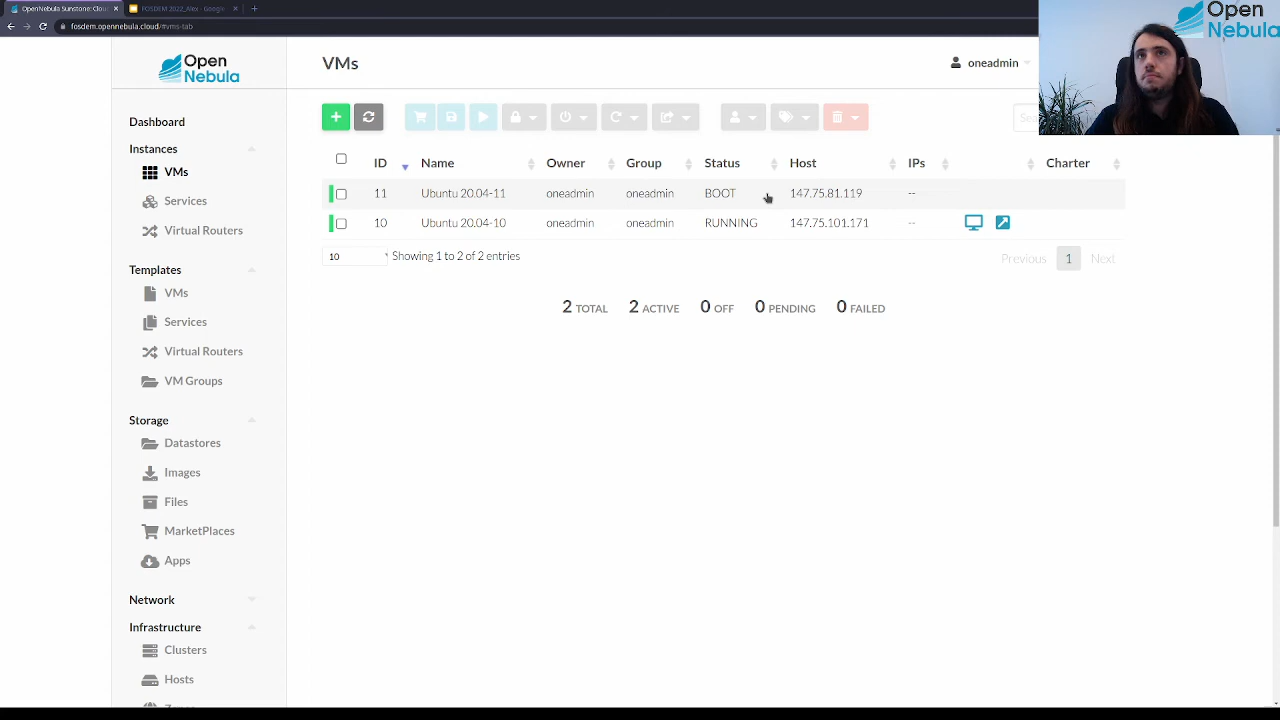 OpenNebula Sunstone: Clou
FOSDEM 2022_Alex - Google
fosdem.opennebula.cloud/#vms-tab
Open
Nebula
Open
Nebula
VMs
oneadmin
Dashboard
Instances
VMs
Services
Virtual Routers
Templates
VMs
Services
Virtual Routers
VM Groups
Storage
Datastores
Images
Files
MarketPlaces
Apps
Network
Infrastructure
Clusters
Hosts
ID Name Owner Group Status Host IPs Charter
11 Ubuntu 20.04-11 oneadmin oneadmin BOOT 147.75.81.119 --
10 Ubuntu 20.04-10 oneadmin oneadmin RUNNING 147.75.101.171 --
10 Showing 1 to 2 of 2 entries Previous 1 Next
2 TOTAL 2 ACTIVE 0 OFF 0 PENDING 0 FAILED